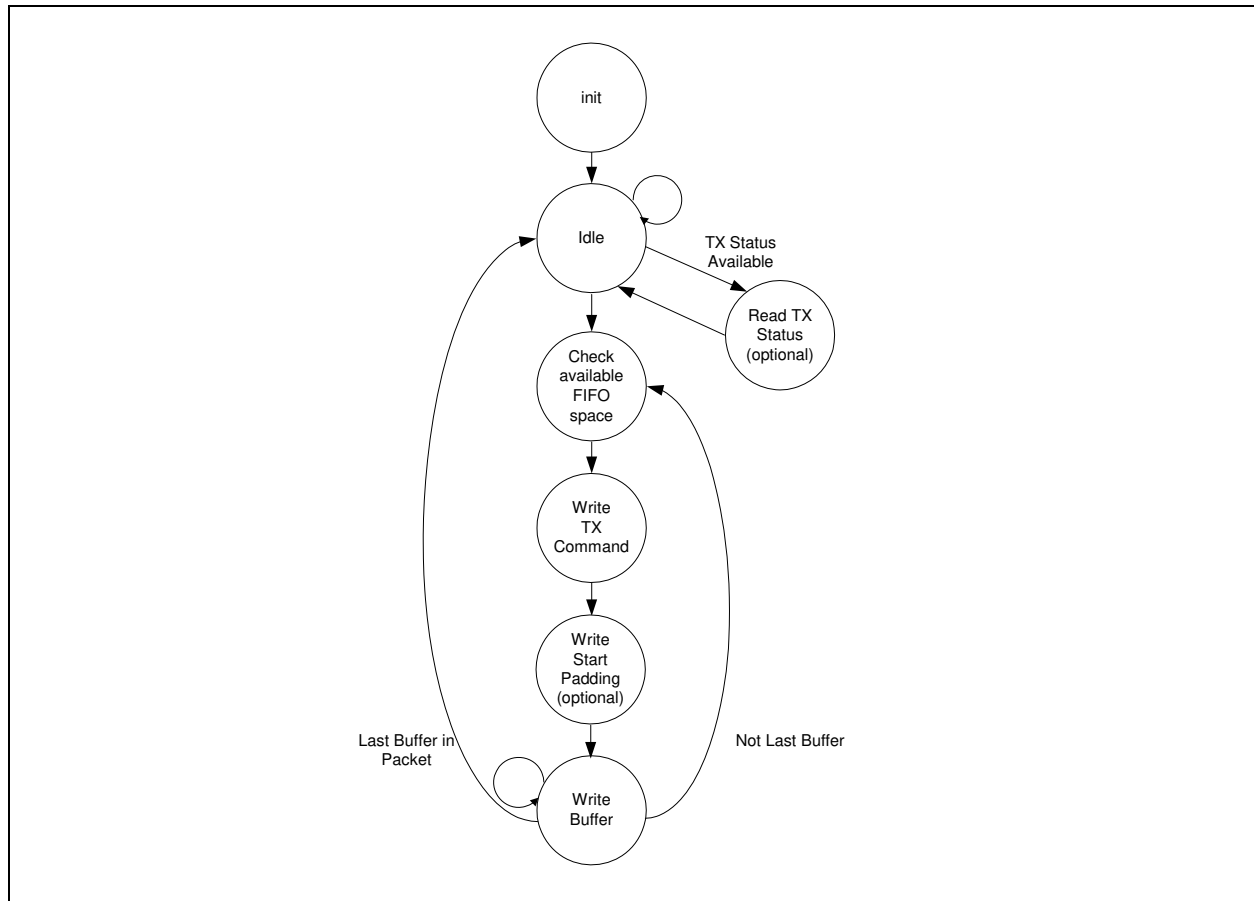 init
Idle
TX Status
Available
Read TX
Status
(optional)
Check
available
FIFO
space
Write
TX
Command
Write
Start
Padding
(optional)
Last Buffer in
Packet
Not Last Buffer
Write
Buffer